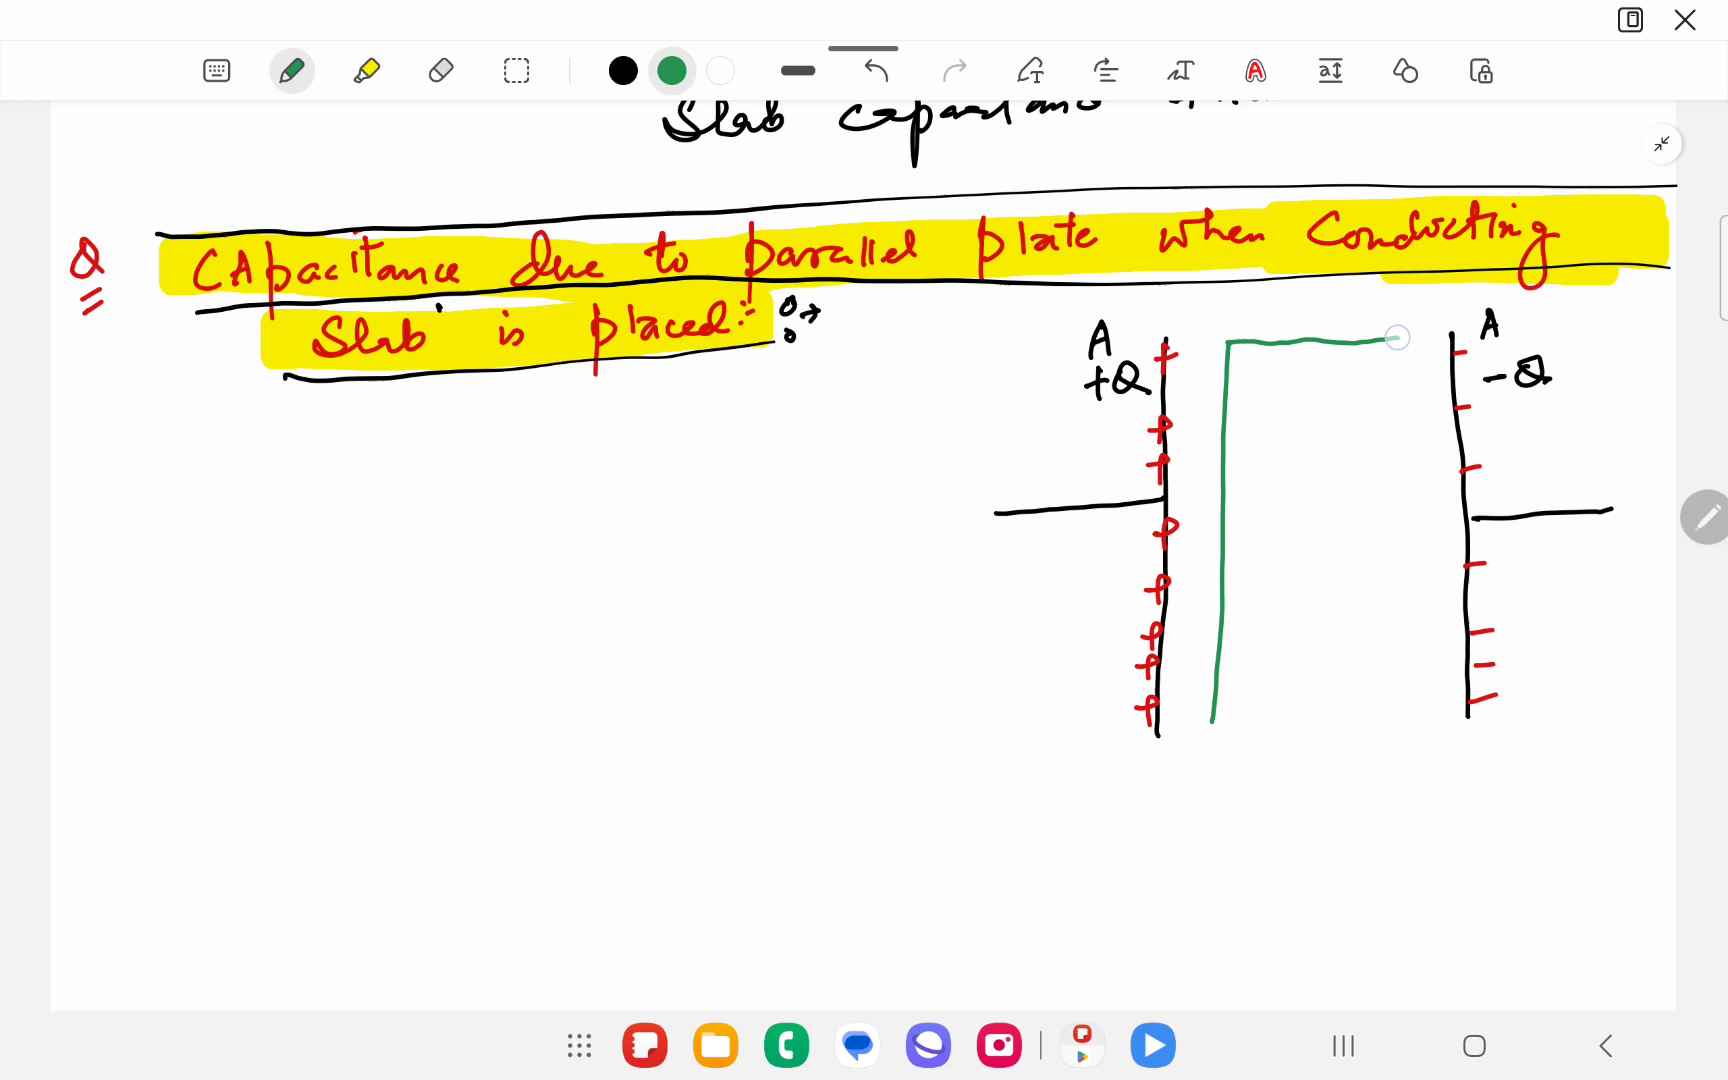 Slab
Q CApacitance due to parallel plate when Conducting
Slab is placed:-
A A
+Q -Q